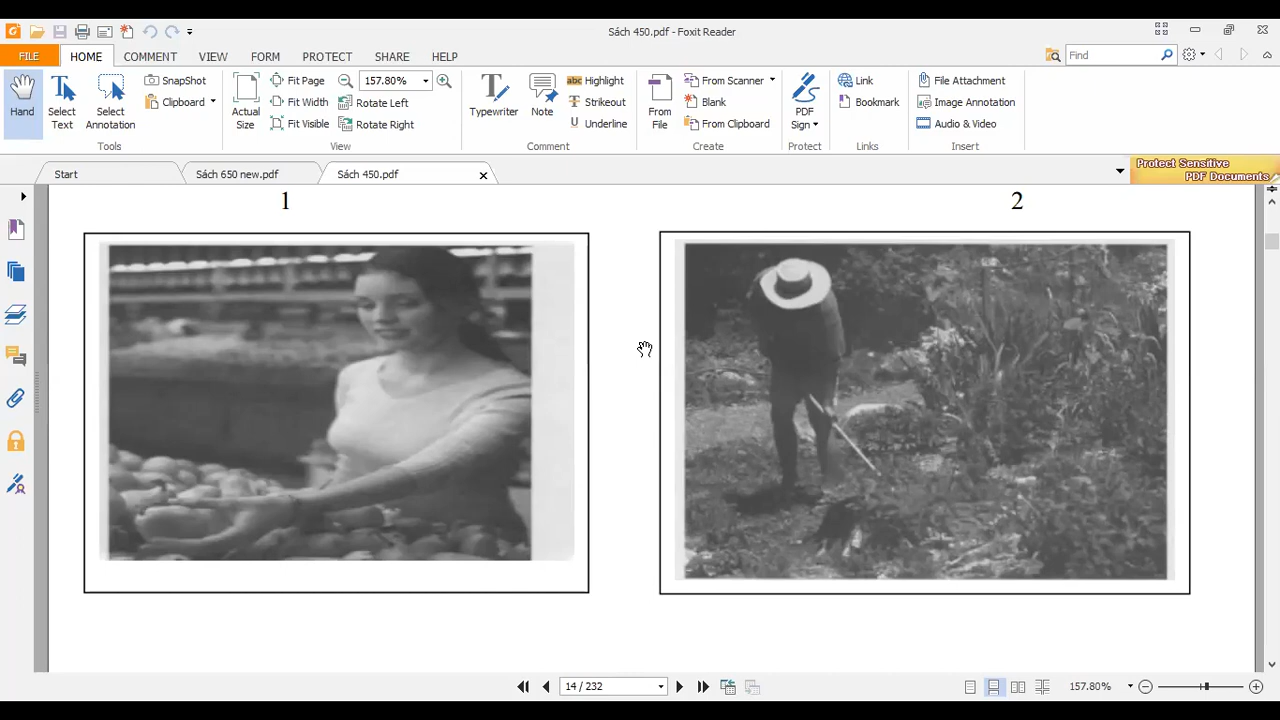 Sách 450.pdf - Foxit Reader
FILE HOME COMMENT VIEW FORM PROTECT SHARE HELP
Find
Hand
Select Text
Select Annotation
SnapShot
Clipboard
Tools
Actual Size
Fit Page
Fit Width
Fit Visible
157.80%
Rotate Left
Rotate Right
View
Typewriter
Note
abc Highlight
T Strikeout
U Underline
Comment
From File
From Scanner
Blank
From Clipboard
Create
PDF Sign
Protect
Link
Bookmark
Links
File Attachment
Image Annotation
Audio & Video
Insert
Start
Sách 650 new.pdf
Sách 450.pdf
Protect Sensitive
PDF Documents
1
2
14 / 232
157.80%